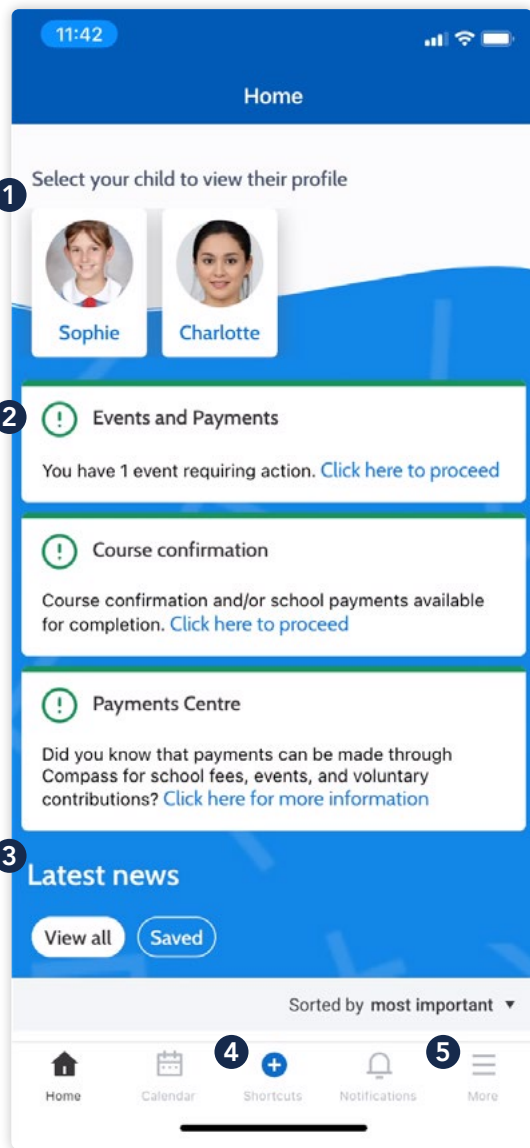 11:42
Home
1
Select your child to view their profile
Sophie
Charlotte
2
Events and Payments
You have 1 event requiring action. Click here to proceed
Course confirmation
Course confirmation and/or school payments available
for completion. Click here to proceed
Payments Centre
Did you know that payments can be made through
Compass for school fees, events, and voluntary
contributions? Click here for more information
3
Latest news
View all
Saved
Sorted by most important
4
5
Home
Calendar
Shortcuts
Notifications
More